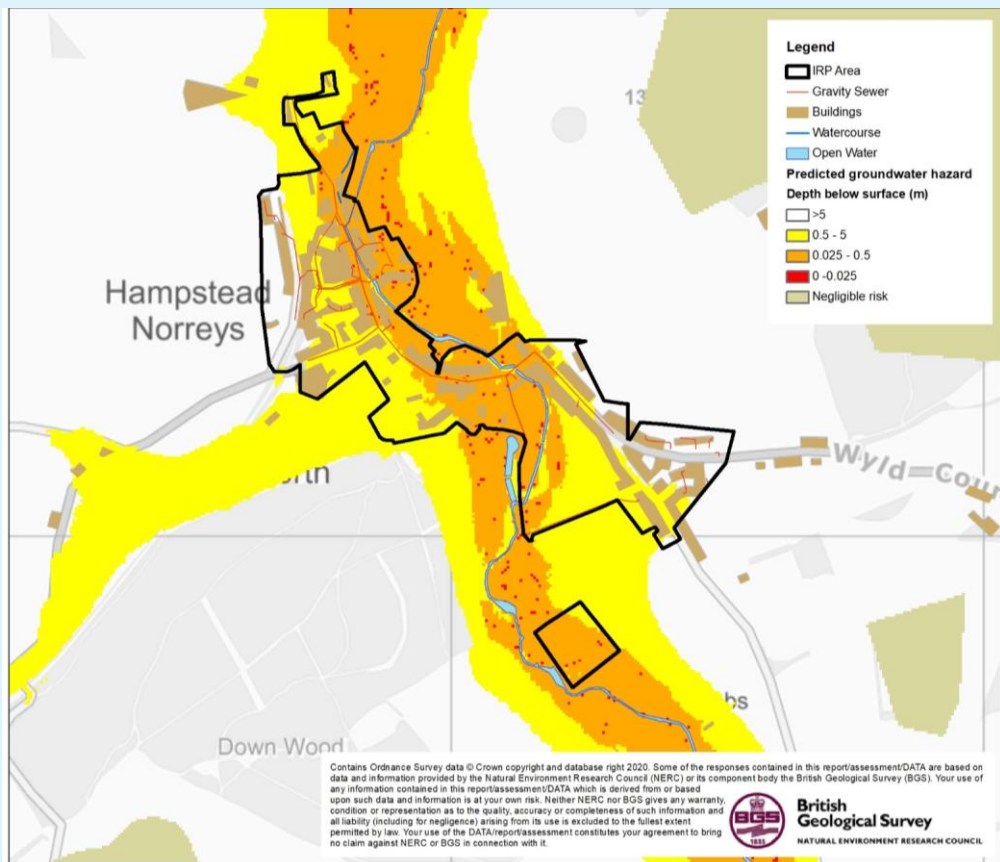 Legend
IRP Area
Gravity Sewer
Buildings
Watercourse
Open Water
Predicted groundwater hazard
Depth below surface (m)
>5
0.5 - 5
0.025 - 0.5
0 -0.025
Negligible risk
13
Hampstead
Norreys
Wyld Cour
Down Wood
Contains Ordnance Survey data © Crown copyright and database right 2020. Some of the responses contained in this report/assessment/DATA are based on
data and information provided by the Natural Environment Research Council (NERC) or its component body the British Geological Survey (BGS). Your use of
any information contained in this report/assessment/DATA which is derived from or based
upon such data and information is at your own risk. Neither NERC nor BGS gives any warranty,
condition or representation as to the quality, accuracy or completeness of such information and
all liability (including for negligence) arising from its use is excluded to the fullest extent
permitted by law. Your use of the DATA/report/assessment constitutes your agreement to bring
no claim against NERC or BGS in connection with it.
BGS
1835
British
Geological Survey
NATURAL ENVIRONMENT RESEARCH COUNCIL